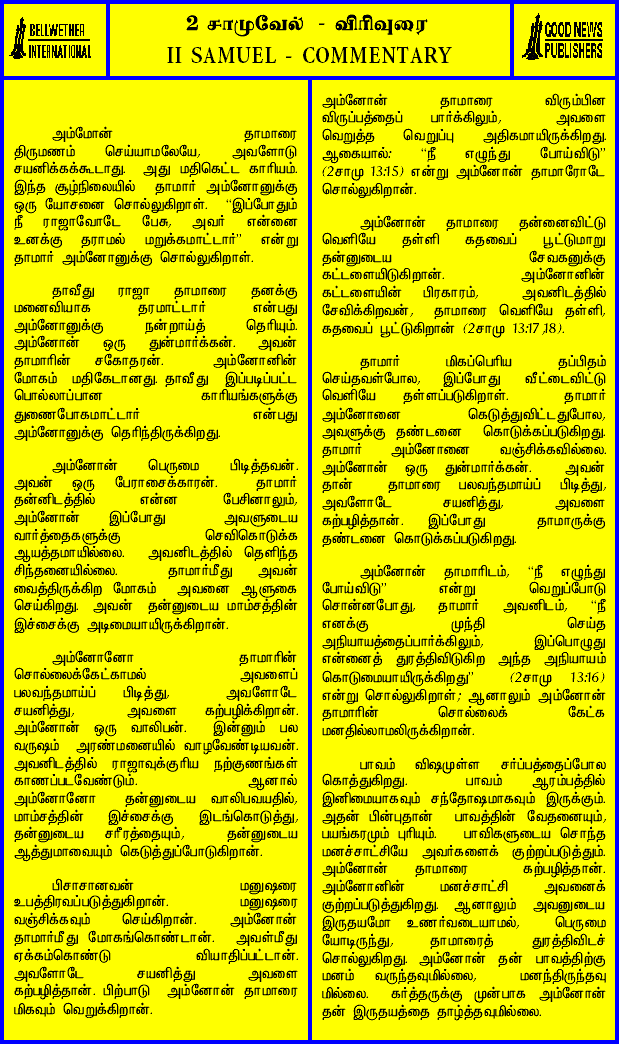 BELLWETHER
INTERNATIONAL
2 சாமுவேல் - விரிவுரை
II SAMUEL - COMMENTARY
GOOD NEWS
PUBLISHERS
அம்மோன் தாமாரை
திருமணம் செய்யாமலேயே, அவளோடு
சயனிக்கக்கூடாது. அது மதிகெட்ட காரியம்.
இந்த சூழ்நிலையில் தாமார் அம்னோனுக்கு
ஒரு யோசனை சொல்லுகிறாள். “இப்போதும்
நீ ராஜாவோடே பேசு, அவர் என்னை
உனக்கு தராமல் மறுக்கமாட்டார்” என்று
தாமார் அம்னோனுக்கு சொல்லுகிறாள்.
தாவீது ராஜா தாமாரை தனக்கு
மனைவியாக தரமாட்டார் என்பது
அம்னோனுக்கு நன்றாய்த் தெரியும்.
அம்னோன் ஒரு துன்மார்க்கன். அவன்
தாமாரின் சகோதரன். அம்னோனின்
மோகம் மதிகேடானது. தாவீது இப்படிப்பட்ட
பொல்லாப்பான காரியங்களுக்கு
துணைபோகமாட்டார் என்பது
அம்னோனுக்கு தெரிந்திருக்கிறது.
அம்னோன் பெருமை பிடித்தவன்.
அவன் ஒரு பேராசைக்காரன். தாமார்
தன்னிடத்தில் என்ன பேசினாலும்,
அம்னோன் இப்போது அவளுடைய
வார்த்தைகளுக்கு செவிகொடுக்க
ஆயத்தமாயில்லை. அவனிடத்தில் தெளிந்த
சிந்தனையில்லை. தாமார்மீது அவன்
வைத்திருக்கிற மோகம் அவனை ஆளுகை
செய்கிறது. அவன் தன்னுடைய மாம்சத்தின்
இச்சைக்கு அடிமையாயிருக்கிறான்.
அம்னோனோ தாமாரின்
சொல்லைக்கேட்காமல் அவளைப்
பலவந்தமாய்ப் பிடித்து, அவளோடே
சயனித்து, அவளை கற்பழிக்கிறான்.
அம்னோன் ஒரு வாலிபன். இன்னும் பல
வருஷம் அரண்மனையில் வாழவேண்டியவன்.
அவனிடத்தில் ராஜாவுக்குரிய நற்குணங்கள்
காணப்படவேண்டும். ஆனால்
அம்னோனோ தன்னுடைய வாலிபவயதில்,
மாம்சத்தின் இச்சைக்கு இடங்கொடுத்து,
தன்னுடைய சரீரத்தையும், தன்னுடைய
ஆத்துமாவையும் கெடுத்துப்போடுகிறான்.
பிசாசானவன் மனுஷரை
உபத்திரவப்படுத்துகிறான். மனுஷரை
வஞ்சிக்கவும் செய்கிறான். அம்னோன்
தாமார்மீது மோகங்கொண்டான். அவள்மீது
ஏக்கம்கொண்டு வியாதிப்பட்டான்.
அவளோடே சயனித்து அவளை
கற்பழித்தான். பிற்பாடு அம்னோன் தாமாரை
மிகவும் வெறுக்கிறான்.
அம்னோன் தாமாரை விரும்பின
விருப்பத்தைப் பார்க்கிலும், அவளை
வெறுத்த வெறுப்பு அதிகமாயிருக்கிறது.
ஆகையால்: “நீ எழுந்து போய்விடு”
(2சாமு 13:15) என்று அம்னோன் தாமாரோடே
சொல்லுகிறான்.
அம்னோன் தாமாரை தன்னைவிட்டு
வெளியே தள்ளி கதவைப் பூட்டுமாறு
தன்னுடைய சேவகனுக்கு
கட்டளையிடுகிறான். அம்னோனின்
கட்டளையின் பிரகாரம், அவனிடத்தில்
சேவிக்கிறவன், தாமாரை வெளியே தள்ளி,
கதவைப் பூட்டுகிறான் (2சாமு 13:17,18).
தாமார் மிகப்பெரிய தப்பிதம்
செய்தவள்போல, இப்போது வீட்டைவிட்டு
வெளியே தள்ளப்படுகிறாள். தாமார்
அம்னோனை கெடுத்துவிட்டதுபோல,
அவளுக்கு தண்டனை கொடுக்கப்படுகிறது.
தாமார் அம்னோனை வஞ்சிக்கவில்லை.
அம்னோன் ஒரு துன்மார்க்கன். அவன்
தான் தாமாரை பலவந்தமாய்ப் பிடித்து,
அவளோடே சயனித்து, அவளை
கற்பழித்தான். இப்போது தாமாருக்கு
தண்டனை கொடுக்கப்படுகிறது.
அம்னோன் தாமாரிடம், “நீ எழுந்து
போய்விடு” என்று வெறுப்போடு
சொன்னபோது, தாமார் அவனிடம், “நீ
எனக்கு முந்தி செய்த
அநியாயத்தைப்பார்க்கிலும், இப்பொழுது
என்னைத் துரத்திவிடுகிற அந்த அநியாயம்
கொடுமையாயிருக்கிறது” (2சாமு 13:16)
என்று சொல்லுகிறாள்; ஆனாலும் அம்னோன்
தாமாரின் சொல்லைக் கேட்க
மனதில்லாமலிருக்கிறான்.
பாவம் விஷமுள்ள சர்ப்பத்தைப்போல
கொத்துகிறது. பாவம் ஆரம்பத்தில்
இனிமையாகவும் சந்தோஷமாகவும் இருக்கும்.
அதன் பின்புதான் பாவத்தின் வேதனையும்,
பயங்கரமும் புரியும். பாவிகளுடைய சொந்த
மனச்சாட்சியே அவர்களைக் குற்றப்படுத்தும்.
அம்னோன் தாமாரை கற்பழித்தான்.
அம்னோனின் மனச்சாட்சி அவனைக்
குற்றப்படுத்துகிறது. ஆனாலும் அவனுடைய
இருதயமோ உணர்வடையாமல், பெருமை
யோடிருந்து, தாமாரைத் துரத்திவிடச்
சொல்லுகிறது. அம்னோன் தன் பாவத்திற்கு
மனம் வருந்தவுமில்லை, மனந்திருந்தவு
மில்லை. கர்த்தருக்கு முன்பாக அம்னோன்
தன் இருதயத்தை தாழ்த்தவுமில்லை.